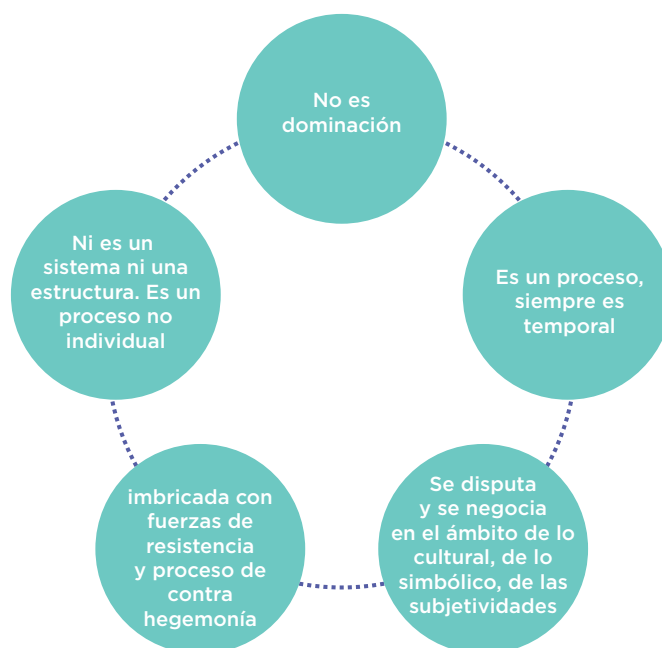 No es
dominación
Es un proceso,
siempre es
temporal
Se disputa
y se negocia
en el ámbito de lo
cultural, de lo
simbólico, de las
subjetividades
imbricada con
fuerzas de
resistencia
y proceso de
contra
hegemonía
Ni es un
sistema ni una
estructura. Es un
proceso no
individual